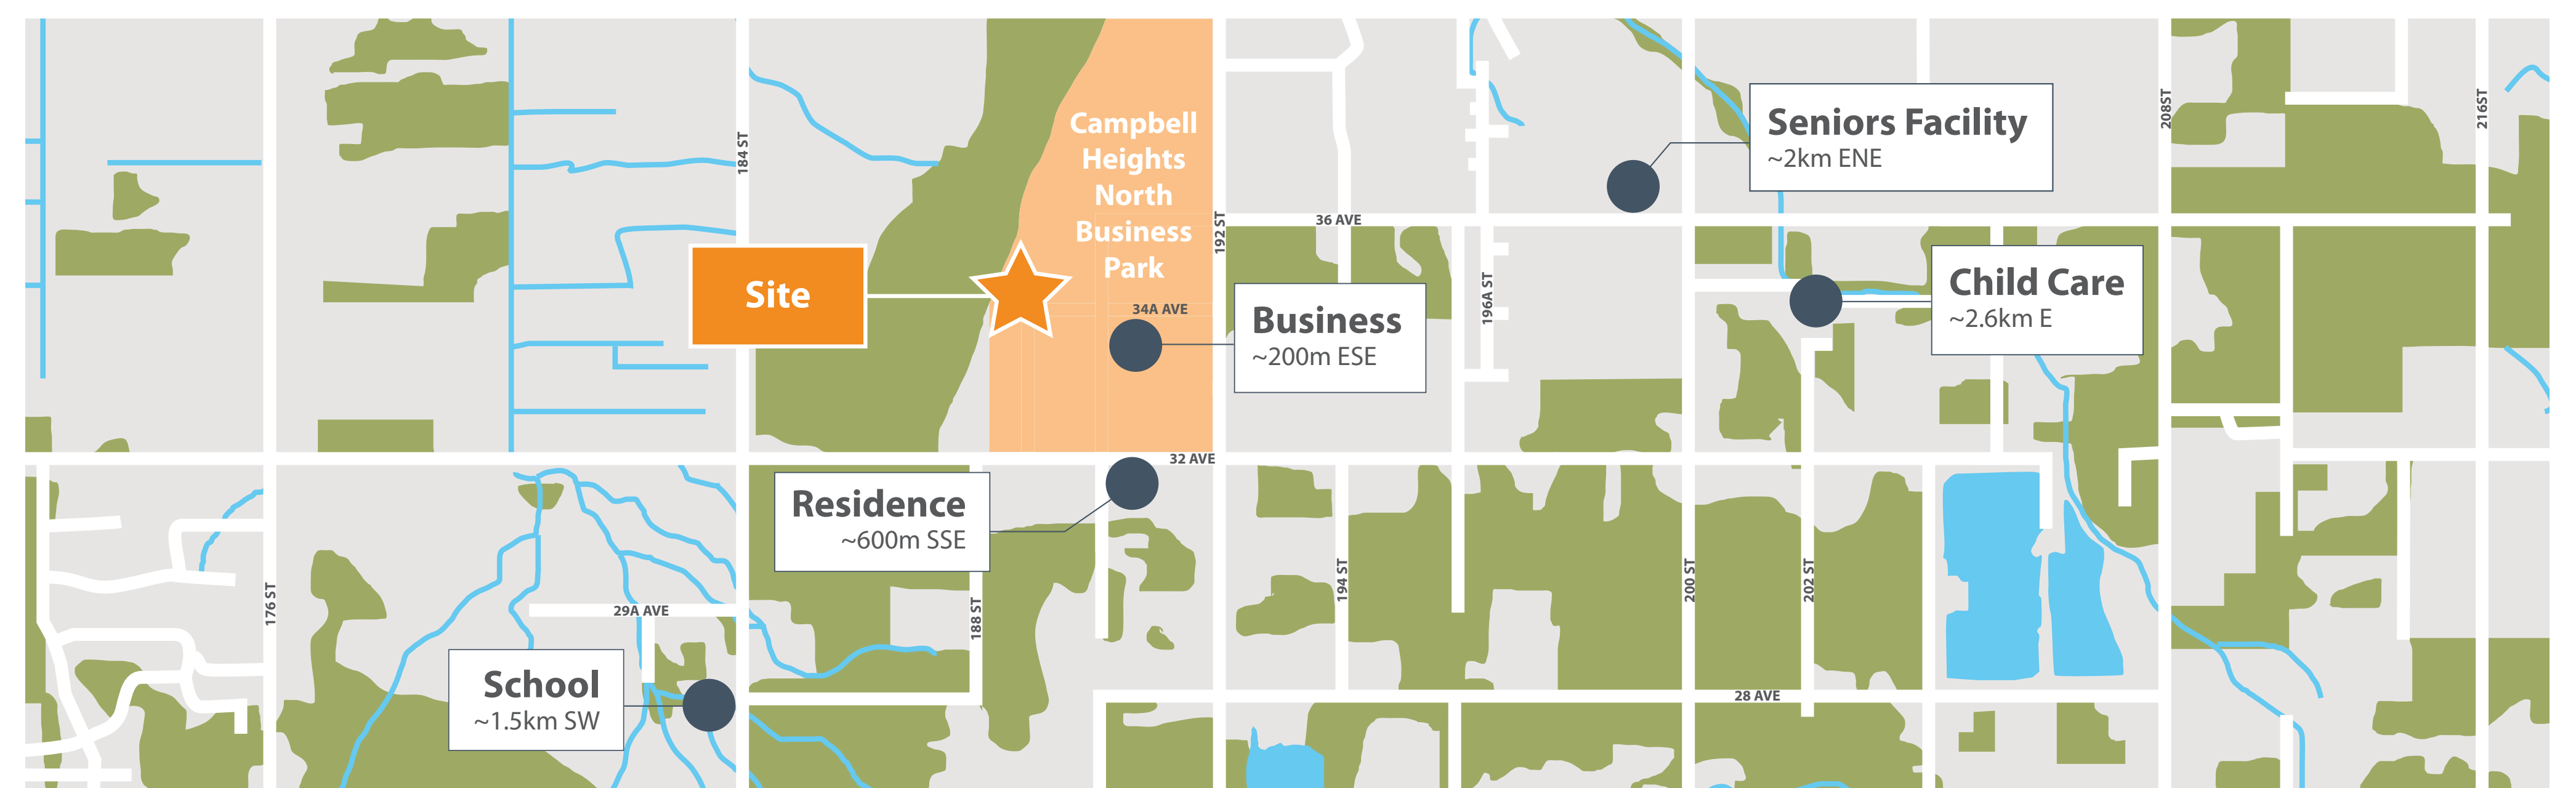 184 ST
Campbell
Heights
North
Business
Park
192 ST
36 AVE
196A ST
Seniors Facility
~2km ENE
208ST
216ST
Site
34A AVE
Business
~200m ESE
Child Care
~2.6km E
32 AVE
Residence
~600m SSE
176 ST
29A AVE
188 ST
194 ST
200 ST
202 ST
School
~1.5km SW
28 AVE